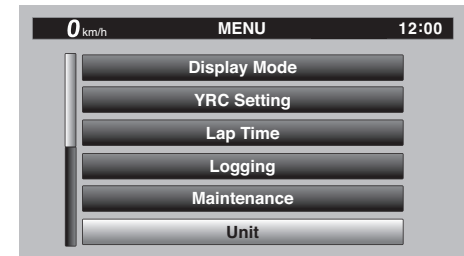 0 km/h MENU 12:00
Display Mode
YRC Setting
Lap Time
Logging
Maintenance
Unit